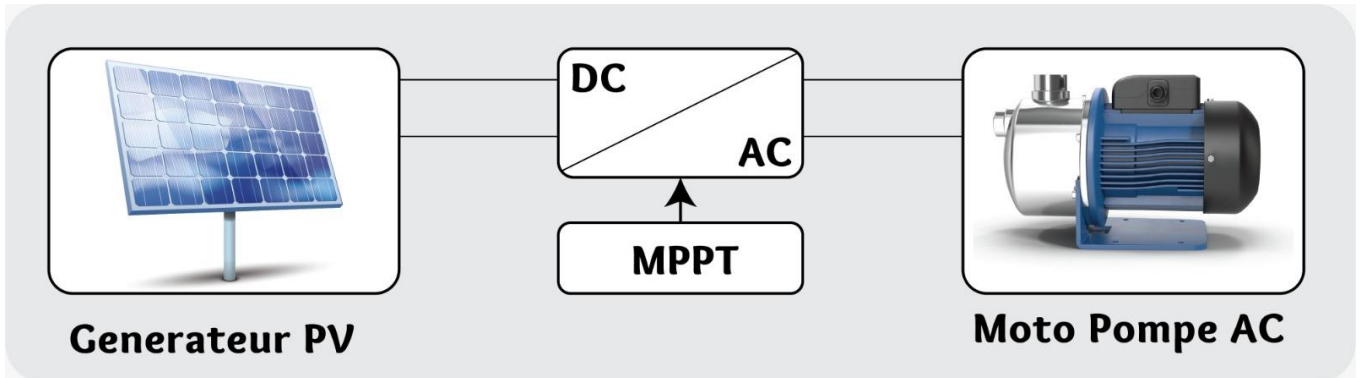 DC
AC
MPPT
Generateur PV
Moto Pompe AC